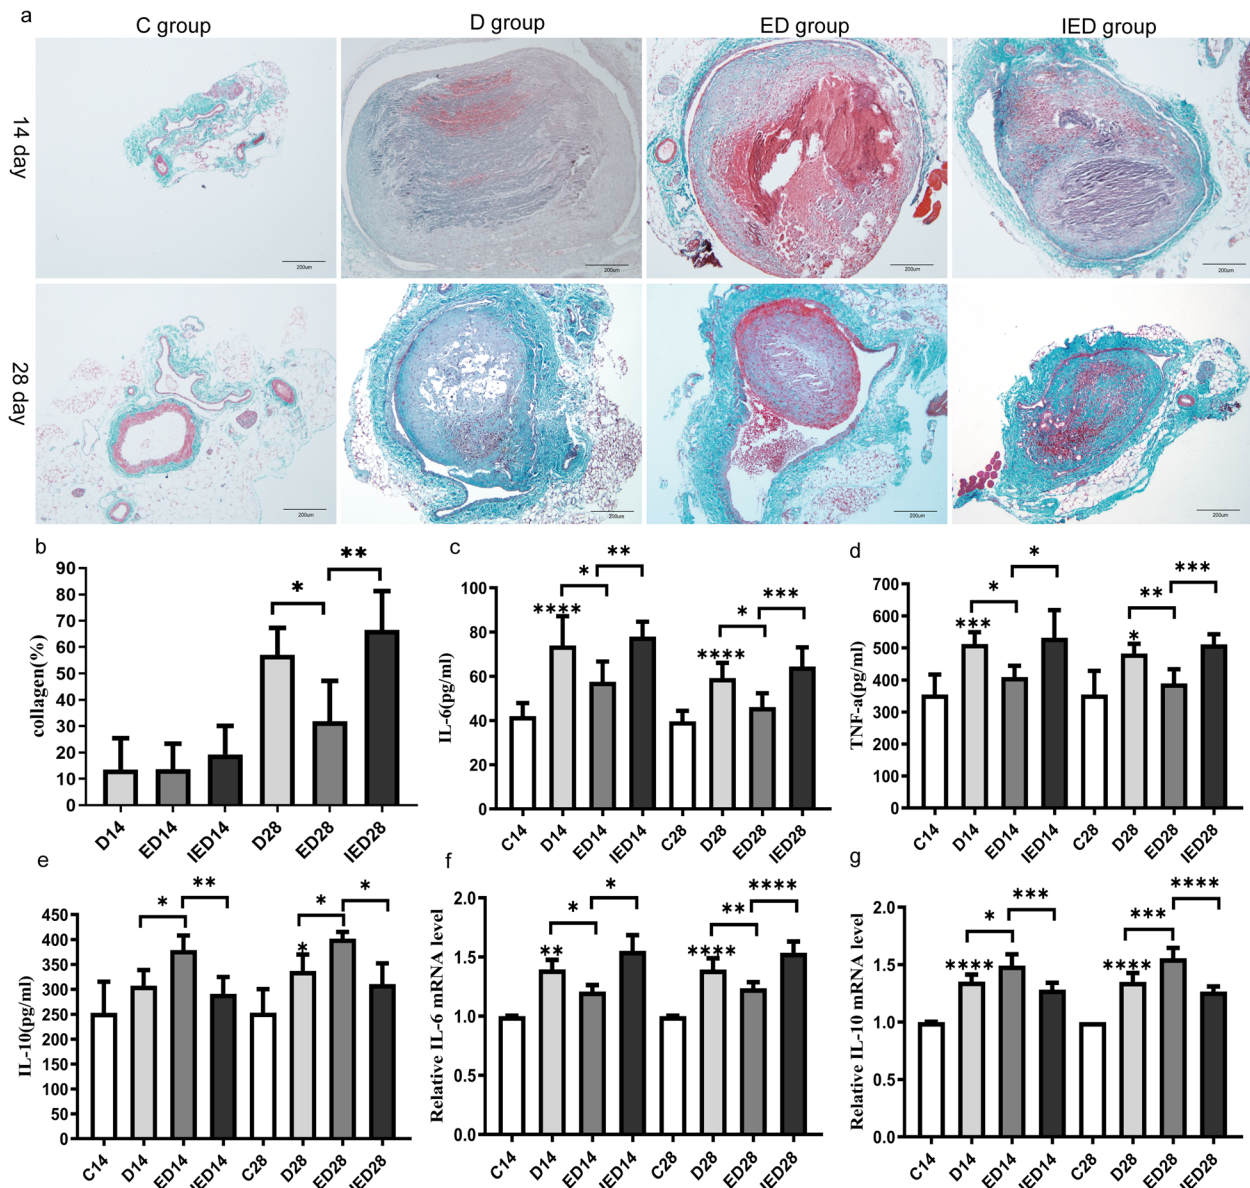 a
C group
D group
ED group
IED group
14 day
200um
200um
200um
200um
28 day
200um
200um
200um
200um
b
collagen(%)
90
80
70
60
50
40
30
20
10
0
*
**
D14
ED14
IED14
D28
ED28
IED28
c
IL-6(pg/ml)
100
80
60
40
20
0
****
*
**
****
*
***
C14
D14
ED14
IED14
C28
D28
ED28
IED28
d
TNF-a(pg/ml)
700
600
500
400
300
200
100
0
***
*
*
*
**
***
C14
D14
ED14
IED14
C28
D28
ED28
IED28
e
IL-10(pg/ml)
450
400
350
300
250
200
150
100
50
0
*
**
*
*
*
C14
D14
ED14
IED14
C28
D28
ED28
IED28
f
Relative IL-6 mRNA level
2.0
1.5
1.0
0.5
0.0
**
*
*
****
**
****
C14
D14
ED14
IED14
C28
D28
ED28
IED28
g
Relative IL-10 mRNA level
2.0
1.5
1.0
0.5
0.0
****
*
***
****
***
****
C14
D14
ED14
IED14
C28
D28
ED28
IED28